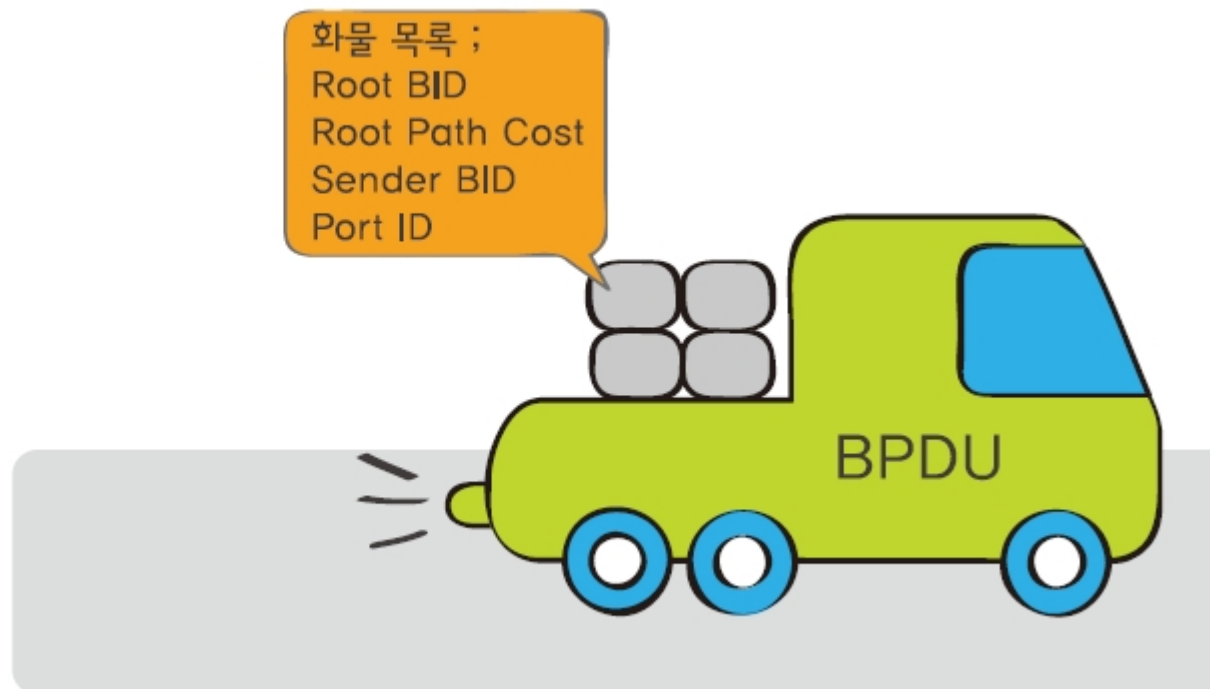 화물 목록 ;
Root BID
Root Path Cost
Sender BID
Port ID
BPDU